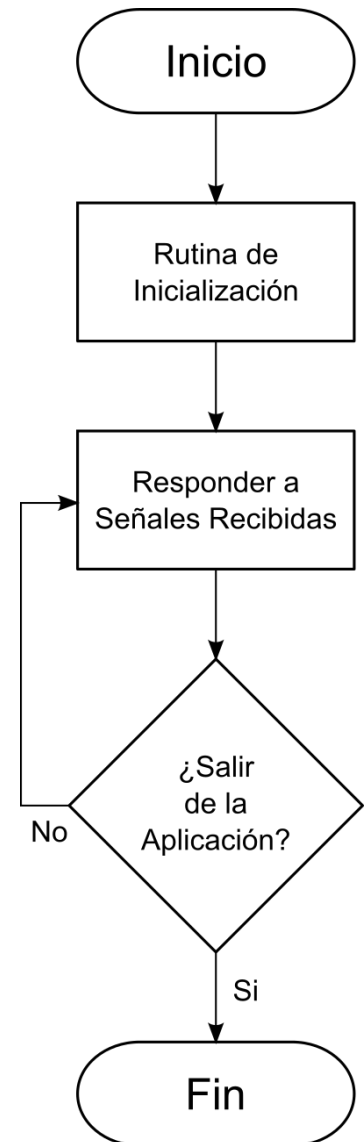 Inicio
Rutina de
Inicialización
Responder a
Señales Recibidas
¿Salir
de la
Aplicación?
No
Si
Fin